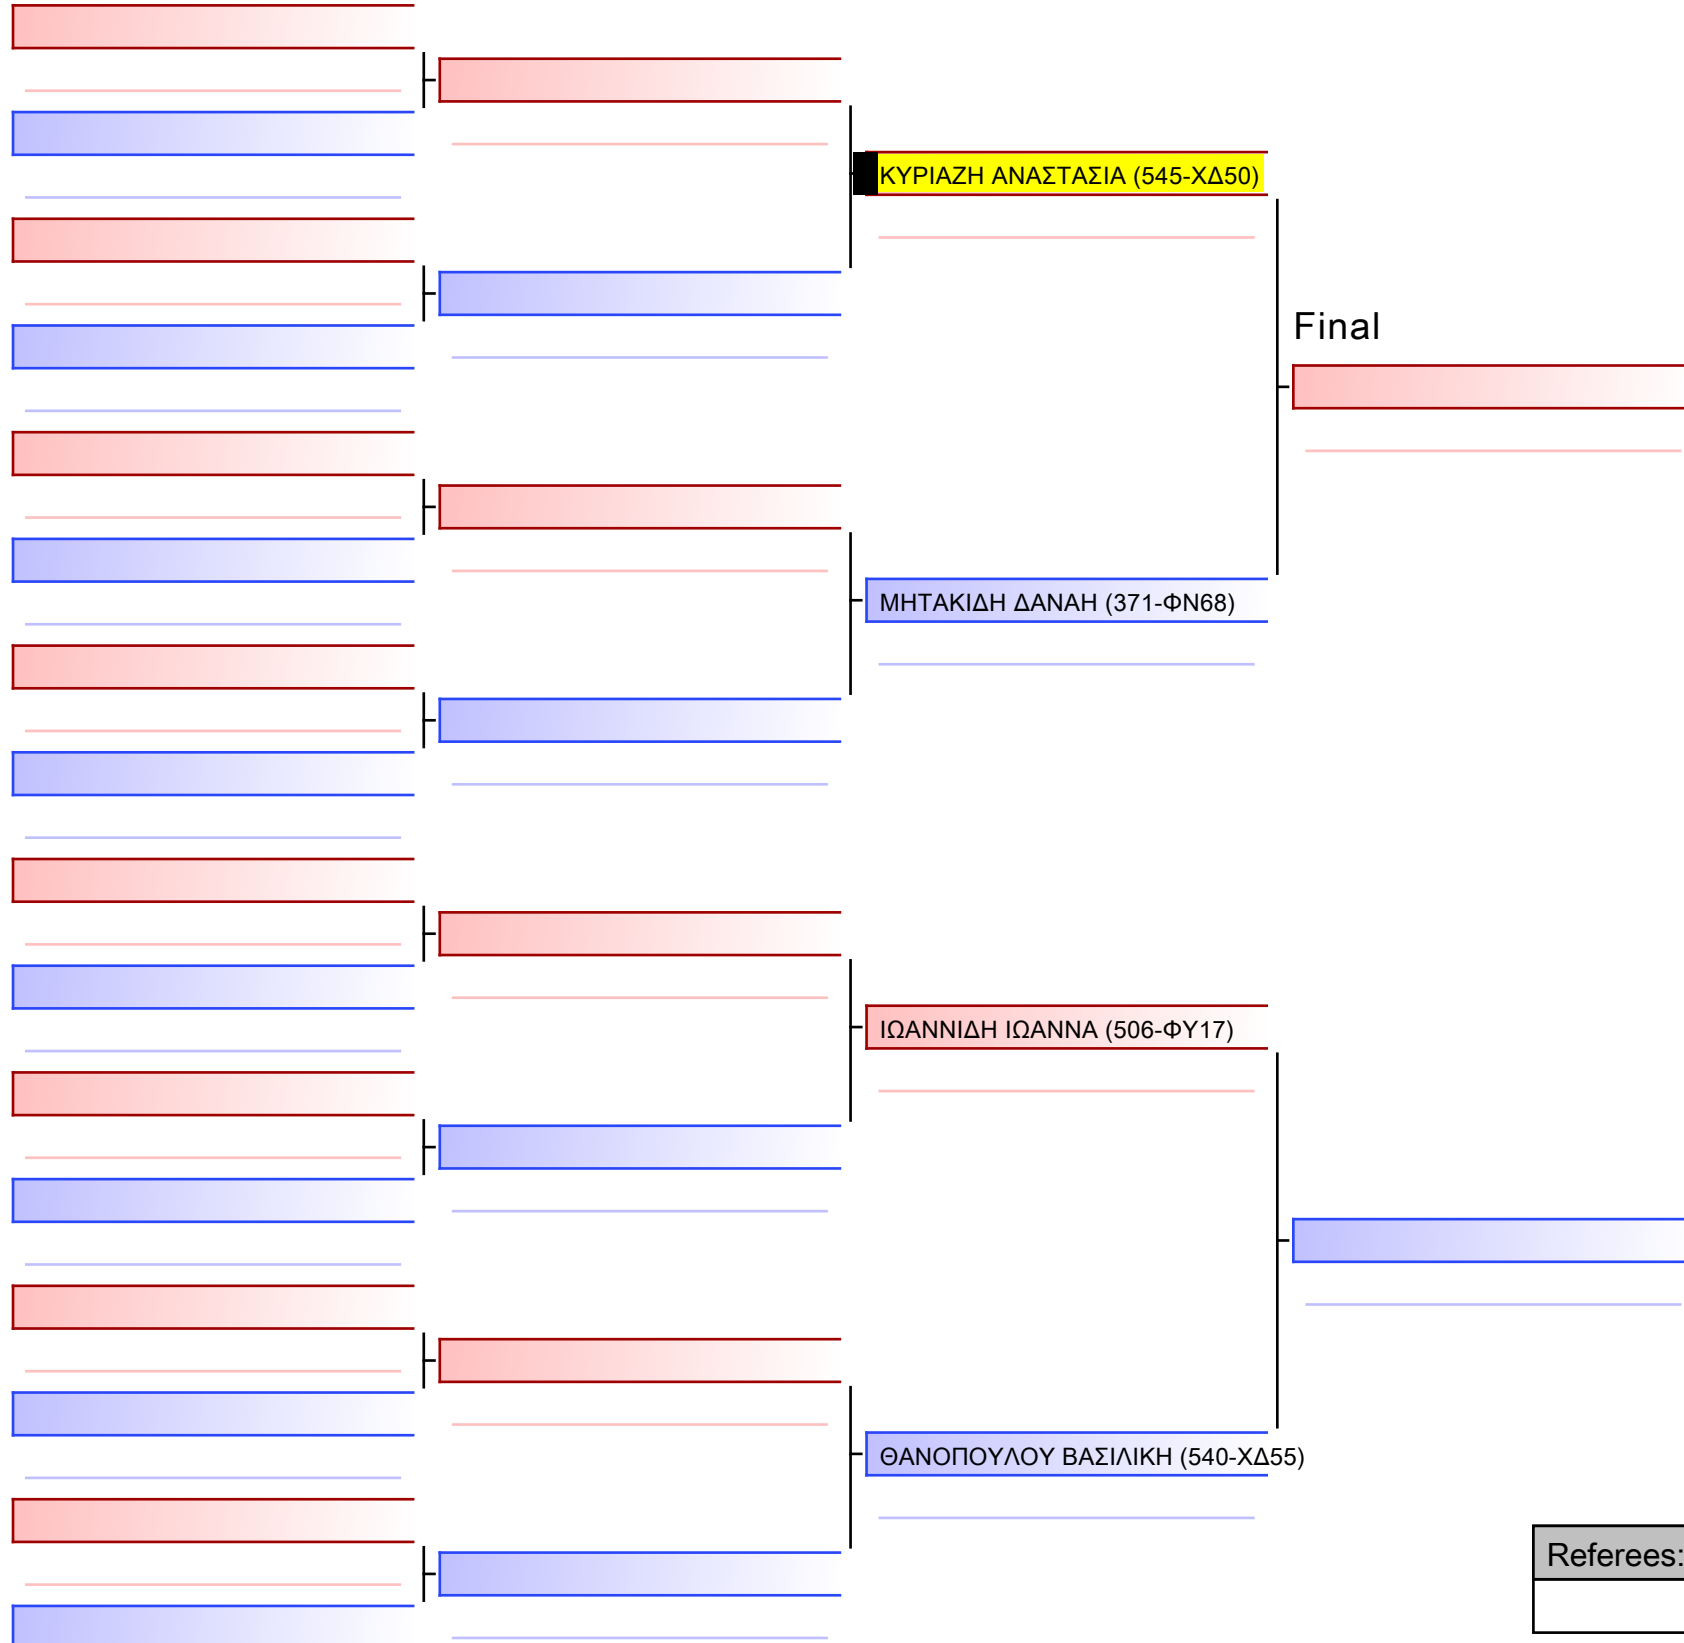 ΚΥΡΙΑΖΗ ΑΝΑΣΤΑΣΙΑ (545-ΧΔ50)
Final
ΜΗΤΑΚΙΔΗ ΔΑΝΑΗ (371-ΦΝ68)
ΙΩΑΝΝΙΔΗ ΙΩΑΝΝΑ (506-ΦΥ17)
ΘΑΝΟΠΟΥΛΟΥ ΒΑΣΙΛΙΚΗ (540-ΧΔ55)
Referees: